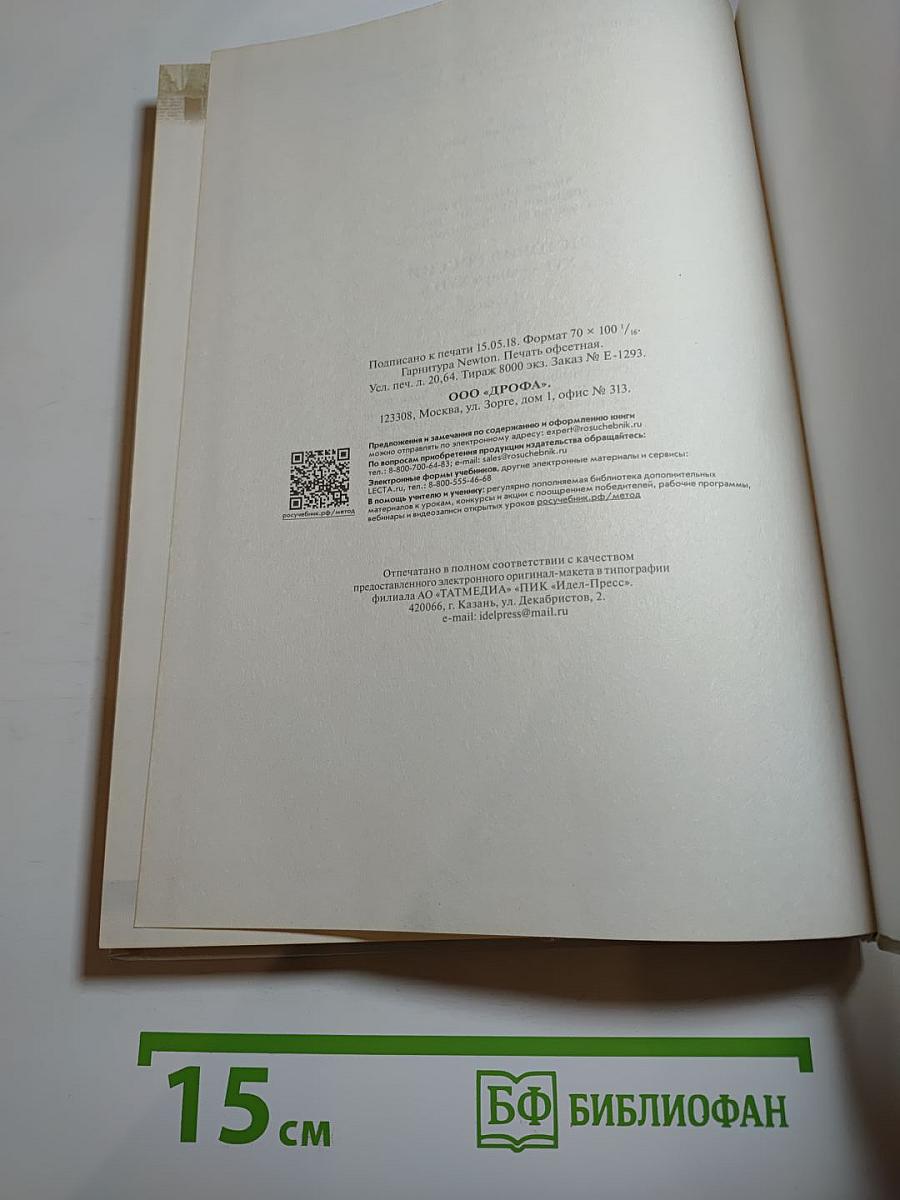 Подписано к печати 15.05.18. Формат 70 × 100 1/16.
Гарнитура Newton. Печать офсетная.
Усл. печ. л. 20,64. Тираж 8000 экз. Заказ № Е-1293.
ООО «ДРОФА».
123308, Москва, ул. Зорге, дом 1, офис № 313.
Предложения и замечания по содержанию и оформлению книги
можно отправлять по электронному адресу: expert@rosuchebnik.ru
По вопросам приобретения продукции издательства обращайтесь:
тел.: 8-800-700-64-83; e-mail: sales@rosuchebnik.ru
Электронные формы учебников, другие электронные материалы и сервисы:
LECTA.ru, тел.: 8-800-555-46-68
В помощь учителю и ученику: регулярно пополняемая библиотека дополнительных
материалов к урокам, конкурсы и акции с поощрением победителей, рабочие программы,
вебинары и видеозаписи открытых уроков росучебник.рф/метод
росучебник.рф/метод
Отпечатано в полном соответствии с качеством
предоставленного электронного оригинал-макета в типографии
филиала АО «ТАТМЕДИА» «ПИК «Идел-Пресс».
420066, г. Казань, ул. Декабристов, 2.
e-mail: idelpress@mail.ru
15 см
БФ БИБЛИОФАН